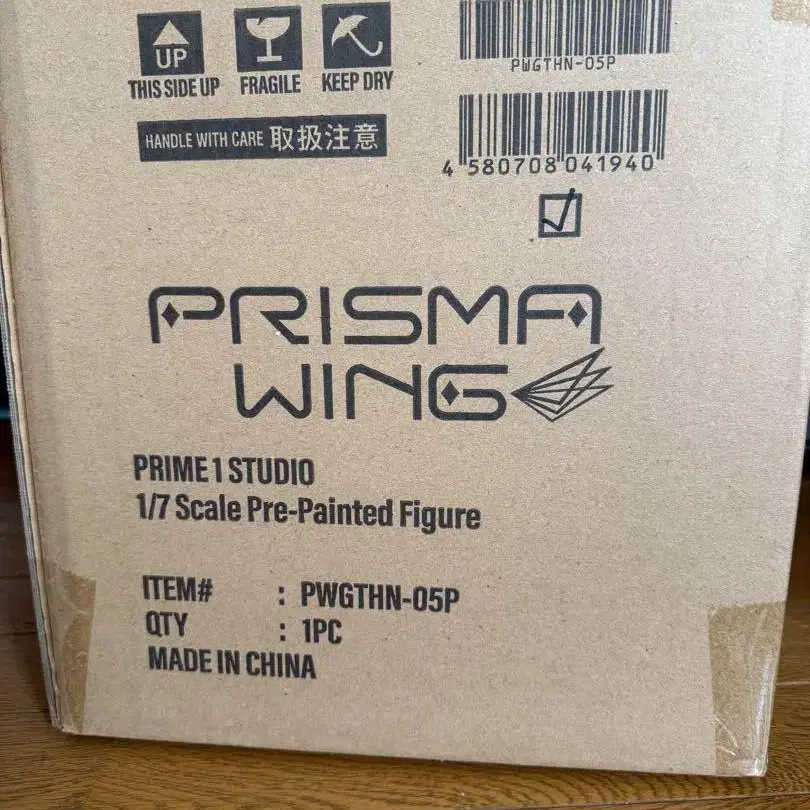 UP
THIS SIDE UP
FRAGILE
KEEP DRY
HANDLE WITH CARE 取扱注意
PWGTHN-05P
4 580708 041940
PRISMA
WING
PRIME 1 STUDIO
1/7 Scale Pre-Painted Figure
ITEM# : PWGTHN-05P
QTY : 1PC
MADE IN CHINA